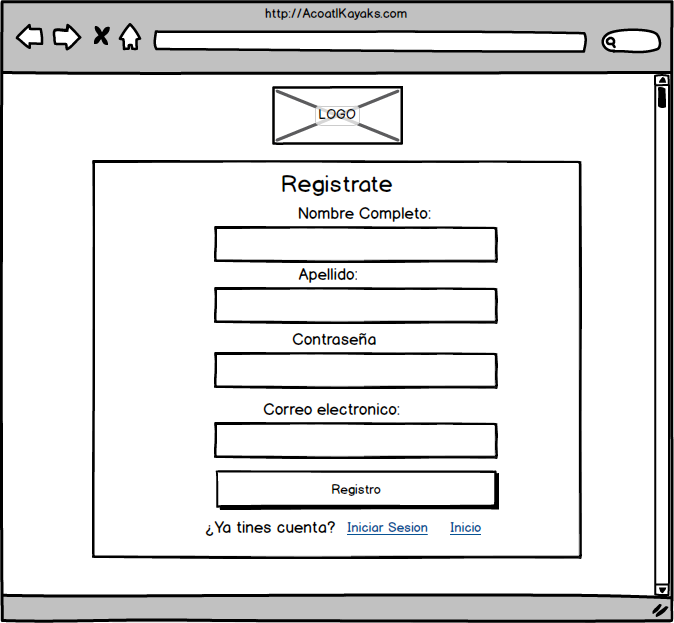 http://AcoatlKayaks.com
LOGO
Registrate
Nombre Completo:
Apellido:
Contraseña
Correo electronico:
Registro
¿Ya tines cuenta? Iniciar Sesion Inicio